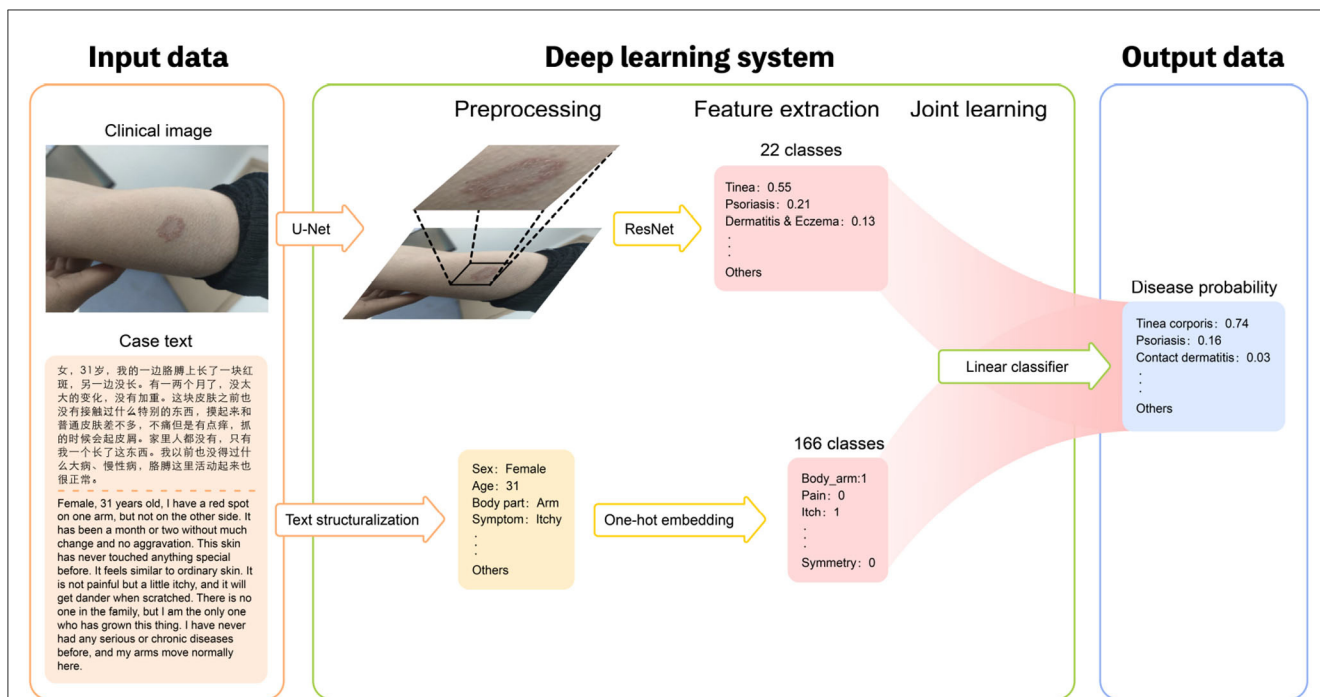 Input data
Deep learning system
Output data
Preprocessing
Feature extraction
Joint learning
Clinical image
U-Net
ResNet
22 classes
Tinea: 0.55
Psoriasis: 0.21
Dermatitis & Eczema: 0.13
.
.
.
Others
Case text
女，31岁，我的一边胳膊上长了一块红
斑，另一边没长。有一两个月了，没太
大的变化，没有加重。这块皮肤之前也
没有接触过什么特别的东西，摸起来和
普通皮肤差不多，不痛但是有点痒，抓
的时候会起皮屑。家里人都没有，只有
我一个长了这东西。我以前也没得过什
么大病、慢性病，胳膊这里活动起来也
很正常。
Female, 31 years old, I have a red spot
on one arm, but not on the other side. It
has been a month or two without much
change and no aggravation. This skin
has never touched anything special
before. It feels similar to ordinary skin. It
is not painful but a little itchy, and it will
get dander when scratched. There is no
one in the family, but I am the only one
who has grown this thing. I have never
had any serious or chronic diseases
before, and my arms move normally
here.
Text structuralization
Sex: Female
Age: 31
Body part: Arm
Symptom: Itchy
.
.
.
Others
One-hot embedding
166 classes
Body_arm:1
Pain: 0
Itch: 1
.
.
.
Symmetry: 0
Linear classifier
Disease probability
Tinea corporis: 0.74
Psoriasis: 0.16
Contact dermatitis: 0.03
.
.
.
Others